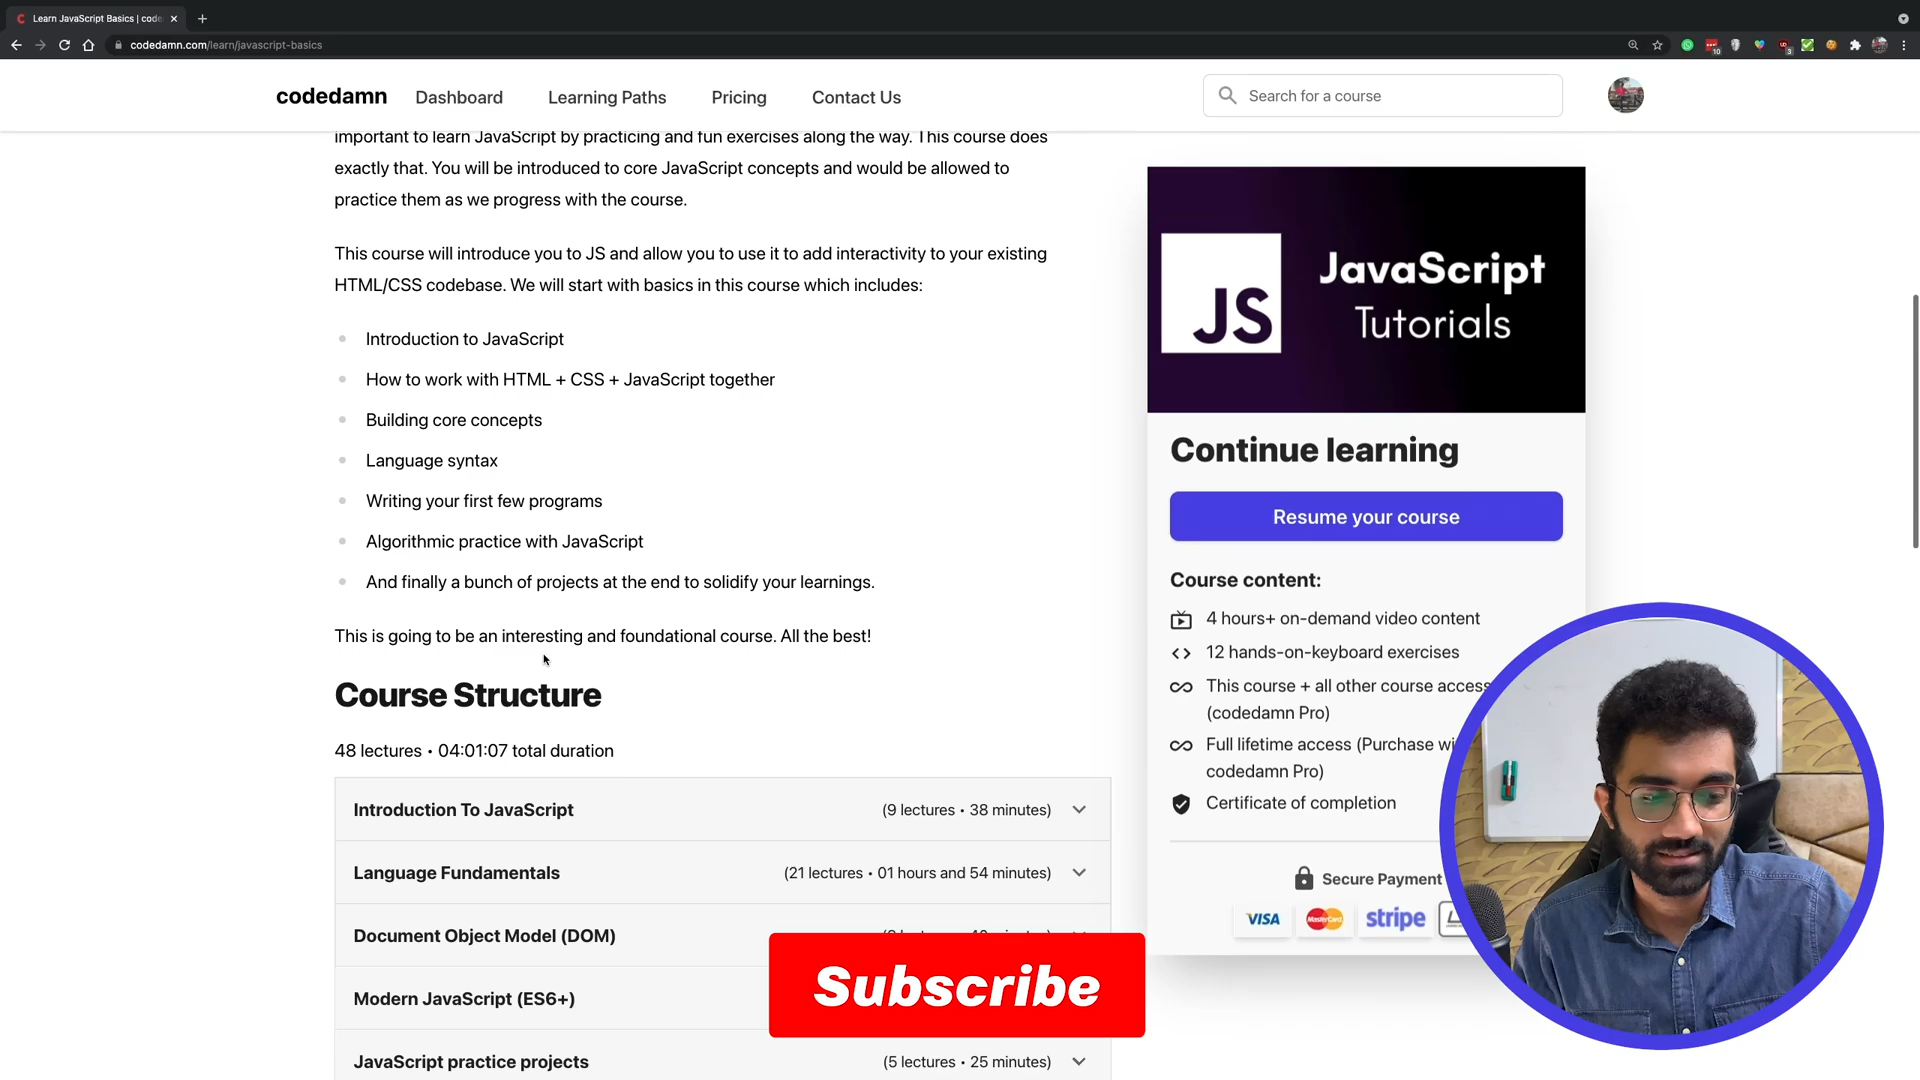 Learn JavaScript Basics | code
codedamn.com/learn/javascript-basics
codedamn
Dashboard
Learning Paths
Pricing
Contact Us
Search for a course
important to learn JavaScript by practicing and fun exercises along the way. This course does
exactly that. You will be introduced to core JavaScript concepts and would be allowed to
practice them as we progress with the course.
This course will introduce you to JS and allow you to use it to add interactivity to your existing
HTML/CSS codebase. We will start with basics in this course which includes:
Introduction to JavaScript
How to work with HTML + CSS + JavaScript together
Building core concepts
Language syntax
Writing your first few programs
Algorithmic practice with JavaScript
And finally a bunch of projects at the end to solidify your learnings.
This is going to be an interesting and foundational course. All the best!
Course Structure
48 lectures • 04:01:07 total duration
Introduction To JavaScript (9 lectures • 38 minutes)
Language Fundamentals (21 lectures • 01 hours and 54 minutes)
Document Object Model (DOM)
Modern JavaScript (ES6+)
JavaScript practice projects (5 lectures • 25 minutes)
Subscribe
JS
JavaScript
Tutorials
Continue learning
Resume your course
Course content:
4 hours+ on-demand video content
12 hands-on-keyboard exercises
This course + all other course access
(codedamn Pro)
Full lifetime access (Purchase wi
codedamn Pro)
Certificate of completion
Secure Payment
VISA
MasterCard
stripe